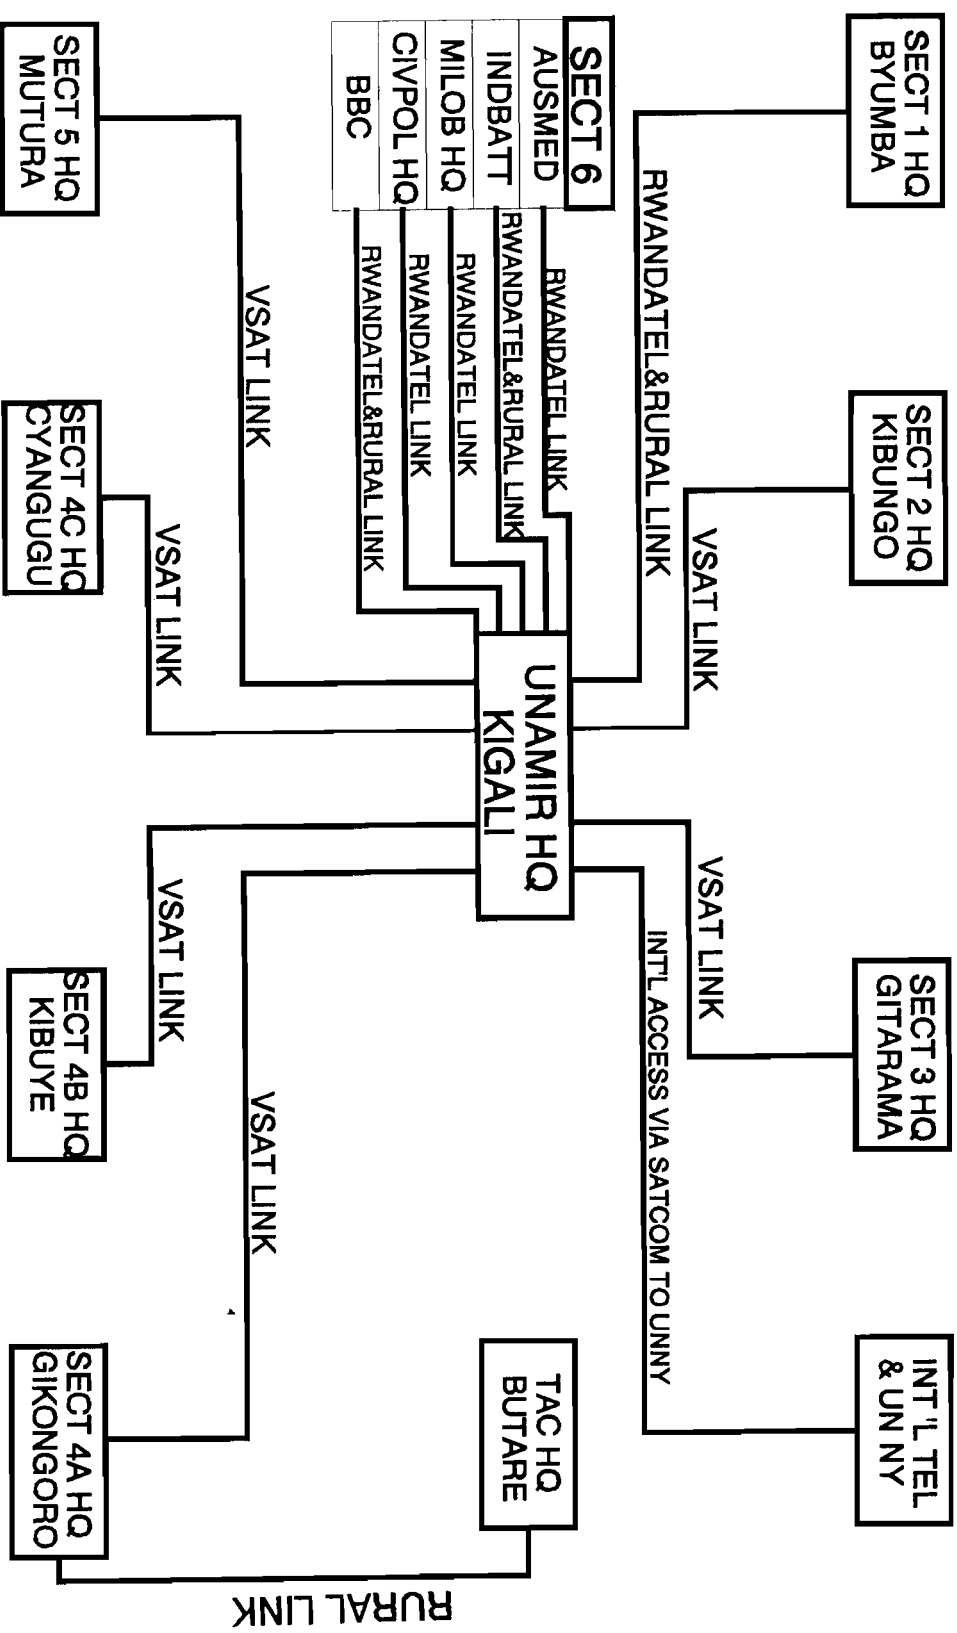 SECT 1 HQ
BYUMBA
SECT 2 HQ
KIBUNGO
SECT 3 HQ
GITARAMA
INT 'L TEL
& UN NY
RWANDATEL&RURAL LINK
VSAT LINK
VSAT LINK
INT'L ACCESS VIA SATCOM TO UNNY
SECT 6
AUSMED
INDBATT
MILOB HQ
CIVPOL HQ
BBC
RWANDATEL LINK
RWANDATEL&RURAL LINK
RWANDATEL LINK
RWANDATEL LINK
RWANDATEL&RURAL LINK
UNAMIR HQ
KIGALI
TAC HQ
BUTARE
VSAT LINK
VSAT LINK
VSAT LINK
VSAT LINK
RURAL LINK
SECT 5 HQ
MUTURA
SECT 4C HQ
CYANGUGU
SECT 4B HQ
KIBUYE
SECT 4A HQ
GIKONGORO